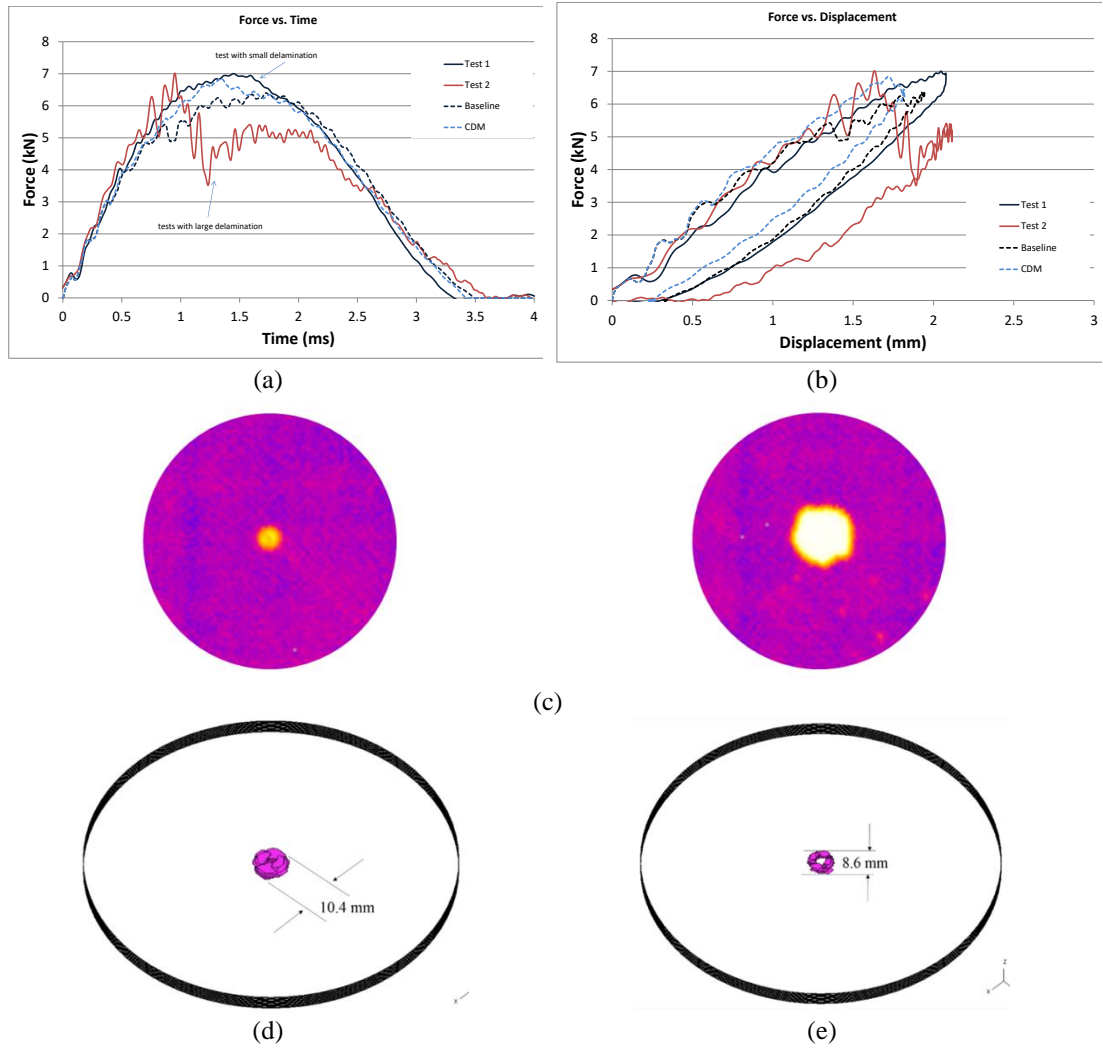 Force vs. Time
8
7
6
5
4
3
2
1
0
Force (kN)
0 0.5 1 1.5 2 2.5 3 3.5 4
Time (ms)
test with small delamination
tests with large delamination
Test 1
Test 2
Baseline
CDM
(a)
Force vs. Displacement
8
7
6
5
4
3
2
1
0
Force (kN)
0 0.5 1 1.5 2 2.5 3
Displacement (mm)
Test 1
Test 2
Baseline
CDM
(b)
(c)
10.4 mm
x
(d)
8.6 mm
z
x
(e)